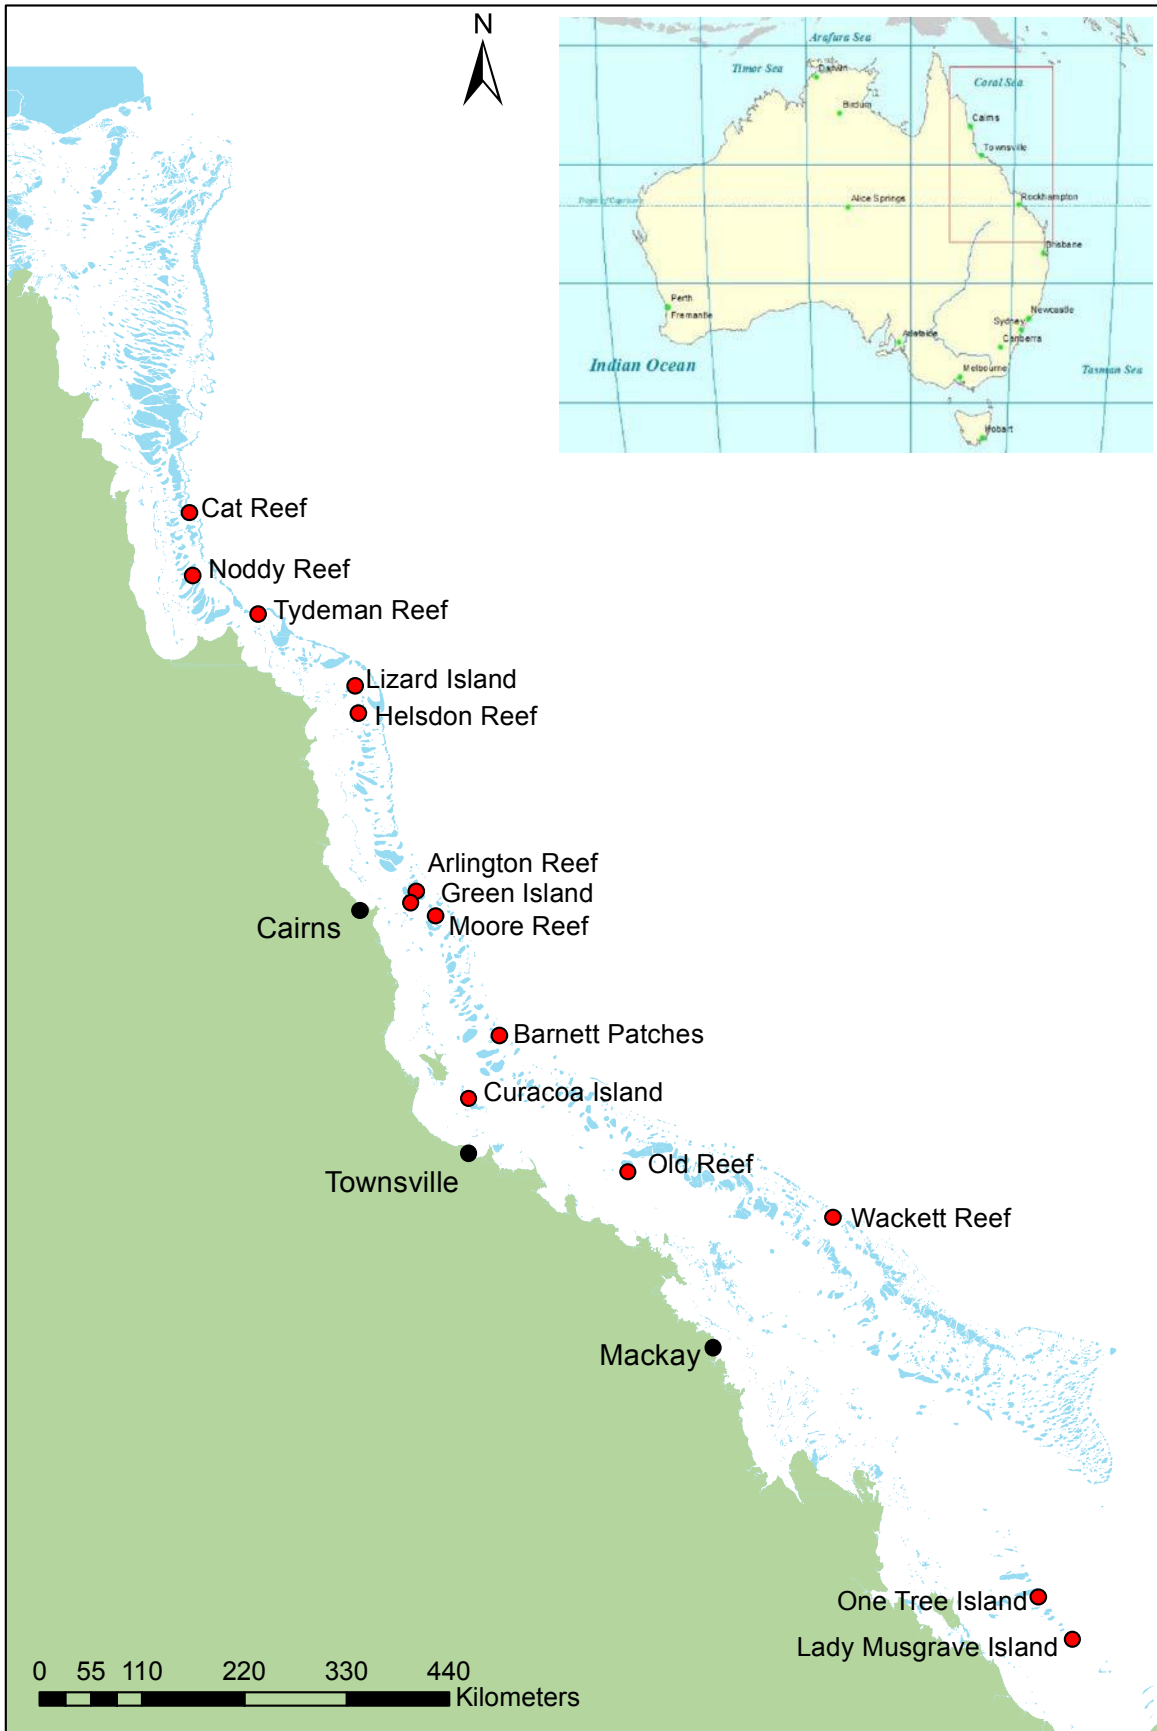 N
Arafura Sea
Timor Sea
Darwin
Birdum
Coral Sea
Cairns
Townsville
Alice Springs
Rockhampton
Brisbane
Perth
Fremantle
Newcastle
Sydney
Canberra
Adelaide
Melbourne
Indian Ocean
Tasman Sea
Hobart
Cat Reef
Noddy Reef
Tydeman Reef
Lizard Island
Helsdon Reef
Arlington Reef
Green Island
Moore Reef
Cairns
Barnett Patches
Curacoa Island
Townsville
Old Reef
Wackett Reef
Mackay
One Tree Island
Lady Musgrave Island
0 55 110 220 330 440
Kilometers